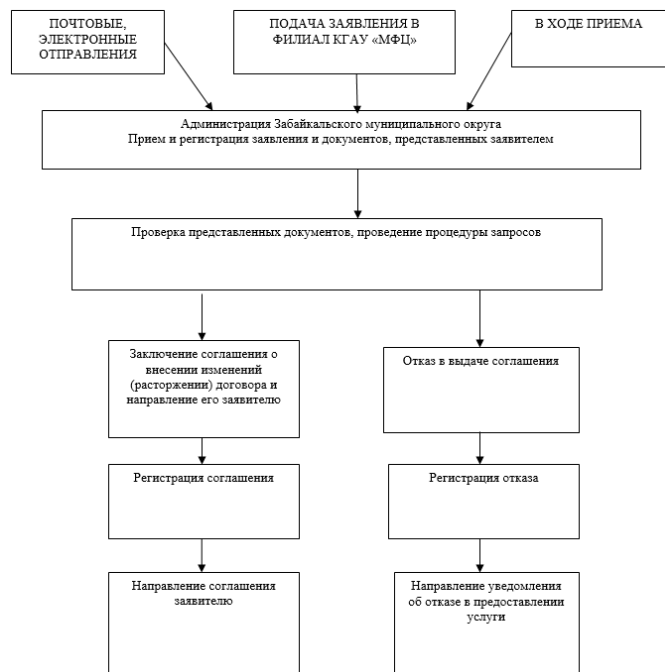 ПОЧТОВЫЕ,
ЭЛЕКТРОННЫЕ
ОТПРАВЛЕНИЯ
ПОДАЧА ЗАЯВЛЕНИЯ В
ФИЛИАЛ КГАУ «МФЦ»
В ХОДЕ ПРИЕМА
Администрация Забайкальского муниципального округа
Прием и регистрация заявления и документов, представленных заявителем
Проверка представленных документов, проведение процедуры запросов
Заключение соглашения о
внесении изменений
(расторжении) договора и
направление его заявителю
Отказ в выдаче соглашения
Регистрация соглашения
Регистрация отказа
Направление соглашения
заявителю
Направление уведомления
об отказе в предоставлении
услуги